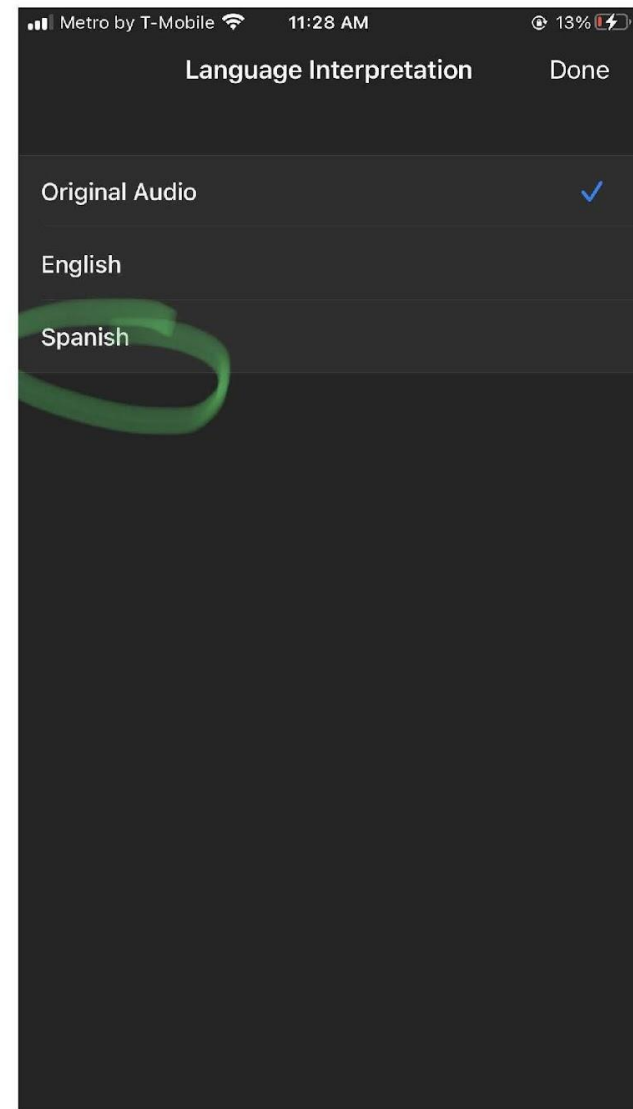 Metro by T-Mobile 11:28 AM 13%
Language Interpretation Done
Original Audio
English
Spanish